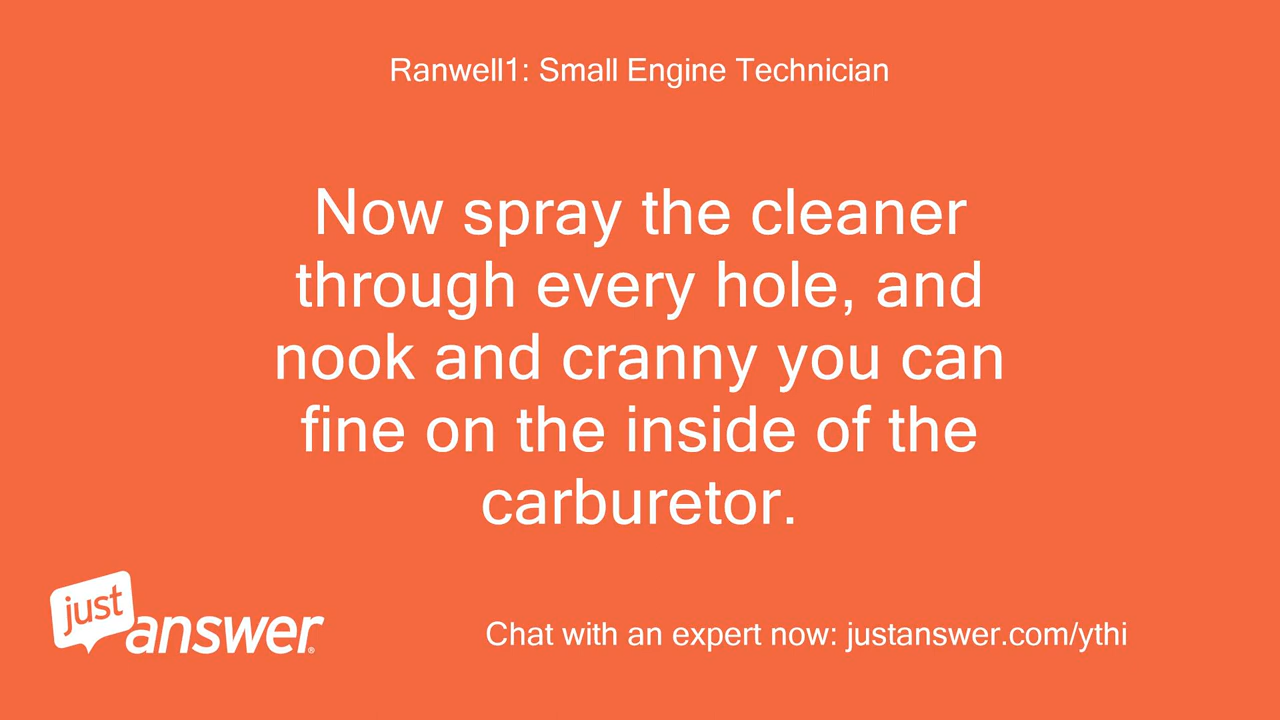 Ranwell1: Small Engine Technician
Now spray the cleaner
through every hole, and
nook and cranny you can
fine on the inside of the
carburetor.
just
answer®
Chat with an expert now: justanswer.com/ythi